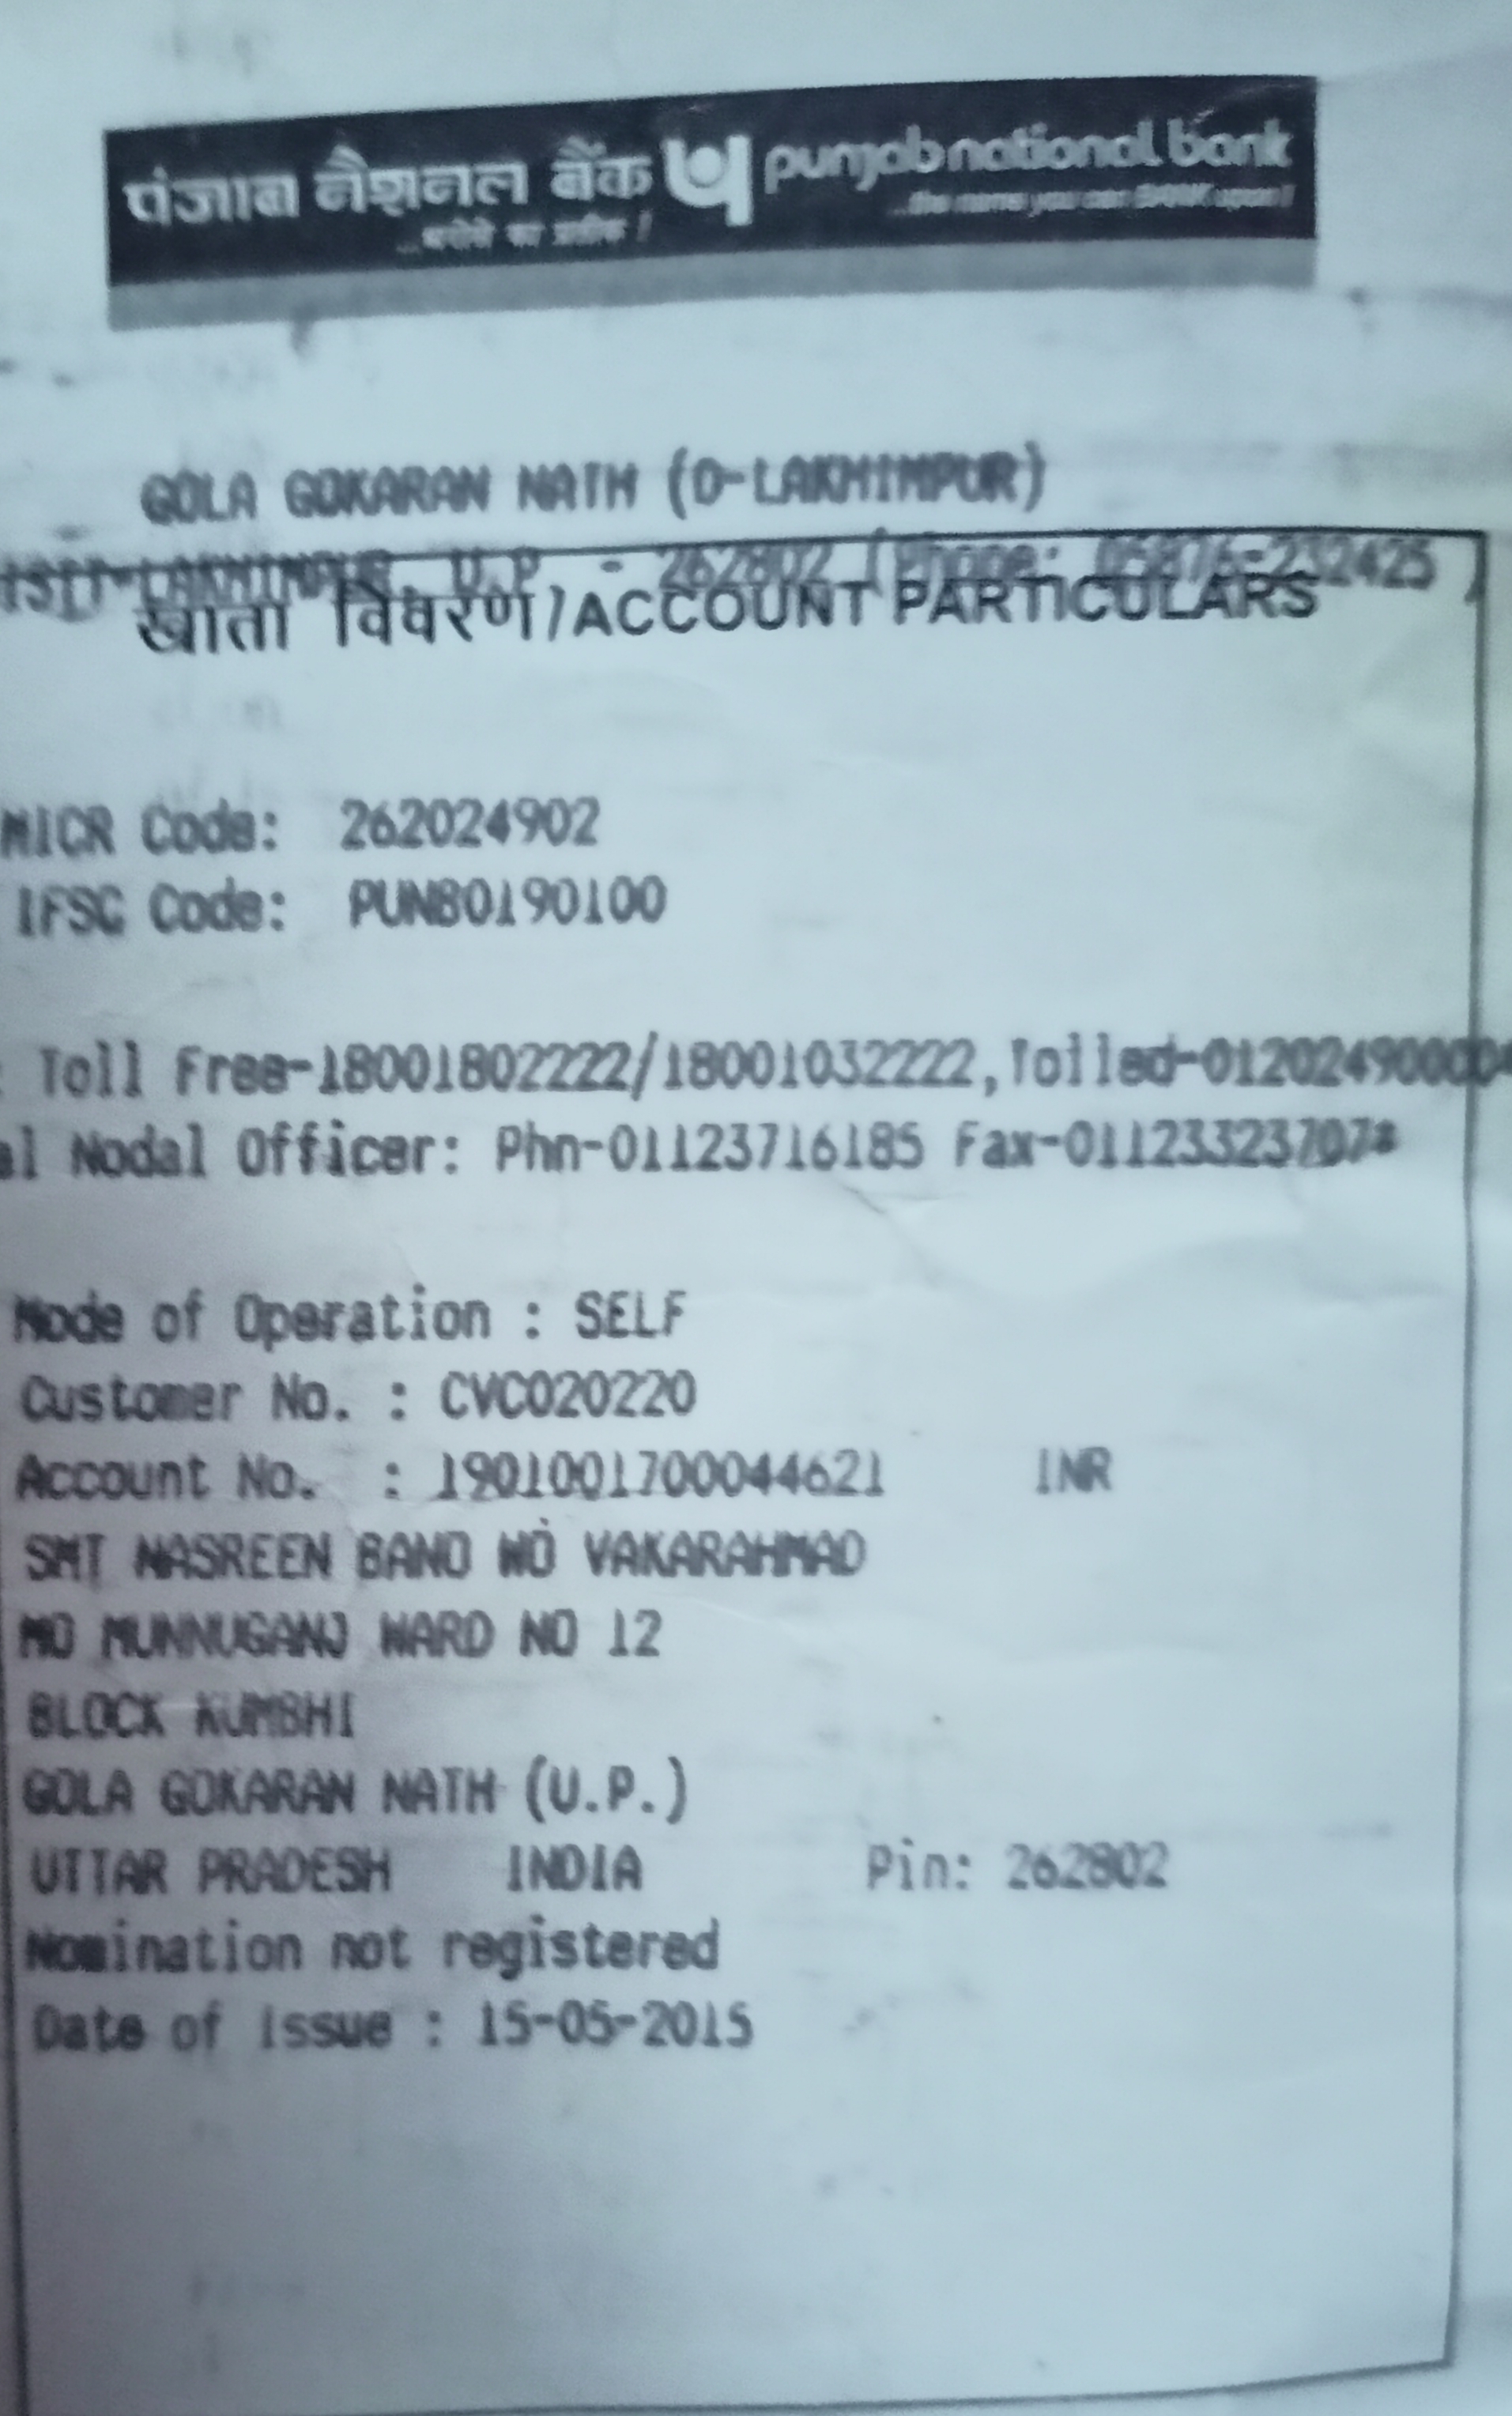 पंजाब नैशनल बैंक punjab national bank
...भरोसे का प्रतीक ! ...the name you can BANK upon !
GOLA GOKARAN NATH (D-LAKHIMPUR)
LAKHIMPUR, U.P. - 262802 (Phone: 05876-232425 )
खाता विवरण/ACCOUNT PARTICULARS
MICR Code: 262024902
IFSC Code: PUNB0190100
: Toll Free-18001802222/18001032222,Tolled-01202490000
al Nodal Officer: Phn-01123716185 Fax-01123323707*
Mode of Operation : SELF
Customer No. : CVC020220
Account No. : 1901001700044621 INR
SMT NASREEN BANO WO VAKARAHMAD
MO MUNNUGANJ WARD NO 12
BLOCK KUMBHI
GOLA GOKARAN NATH (U.P.)
UTTAR PRADESH INDIA Pin: 262802
Nomination not registered
Date of issue : 15-05-2015